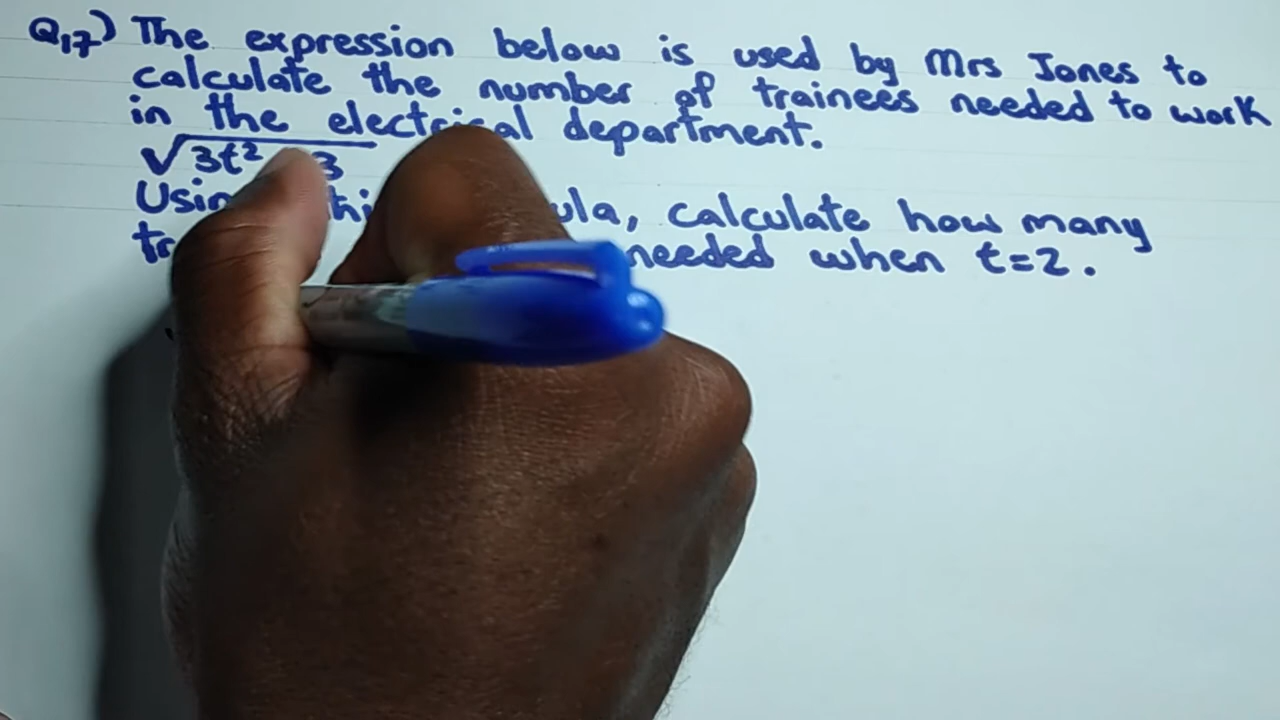 Q17) The expression below is used by Mrs Jones to
calculate the number of trainees needed to work
in the electrical department.
√3t² 3
Using ula, calculate how many
needed when t=2.